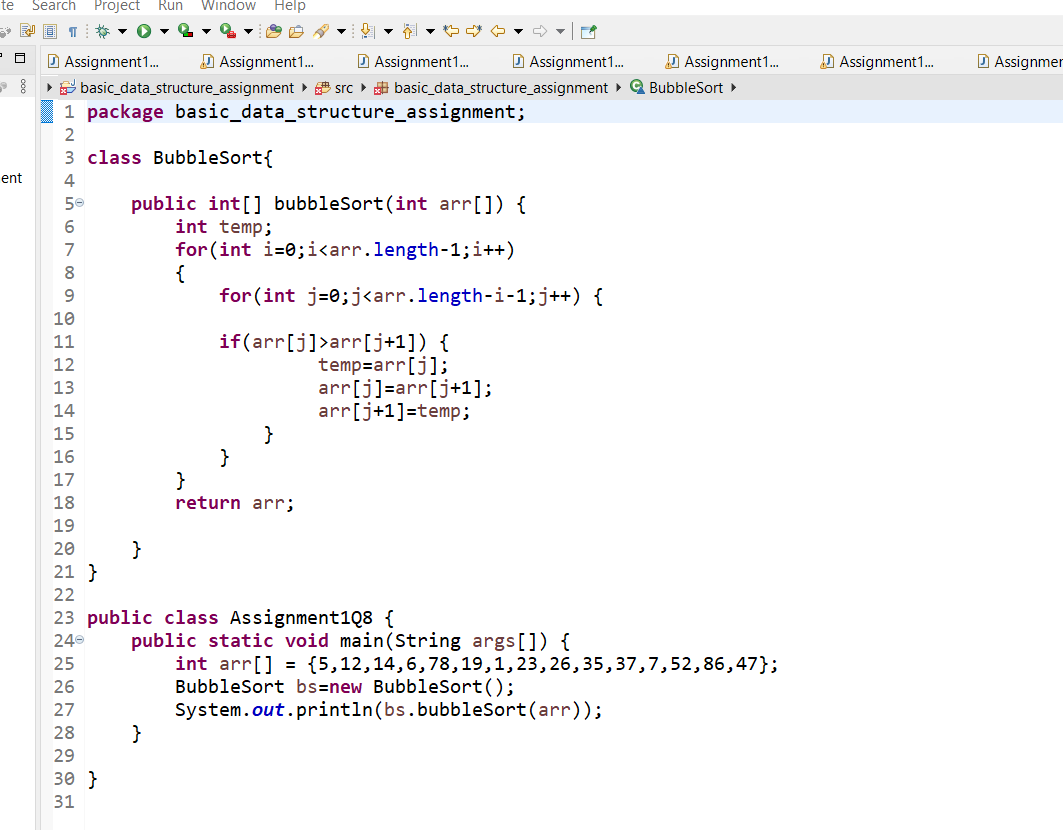 te Search Project Run Window Help
Assignment1... Assignment1... Assignment1... Assignment1... Assignment1... Assignment1... Assignmer
basic_data_structure_assignment src basic_data_structure_assignment BubbleSort
ent
1 package basic_data_structure_assignment;
2
3 class BubbleSort{
4
5 public int[] bubbleSort(int arr[]) {
6 int temp;
7 for(int i=0;i<arr.length-1;i++)
8 {
9 for(int j=0;j<arr.length-i-1;j++) {
10
11 if(arr[j]>arr[j+1]) {
12 temp=arr[j];
13 arr[j]=arr[j+1];
14 arr[j+1]=temp;
15 }
16 }
17 }
18 return arr;
19
20 }
21 }
22
23 public class Assignment1Q8 {
24 public static void main(String args[]) {
25 int arr[] = {5,12,14,6,78,19,1,23,26,35,37,7,52,86,47};
26 BubbleSort bs=new BubbleSort();
27 System.out.println(bs.bubbleSort(arr));
28 }
29
30 }
31